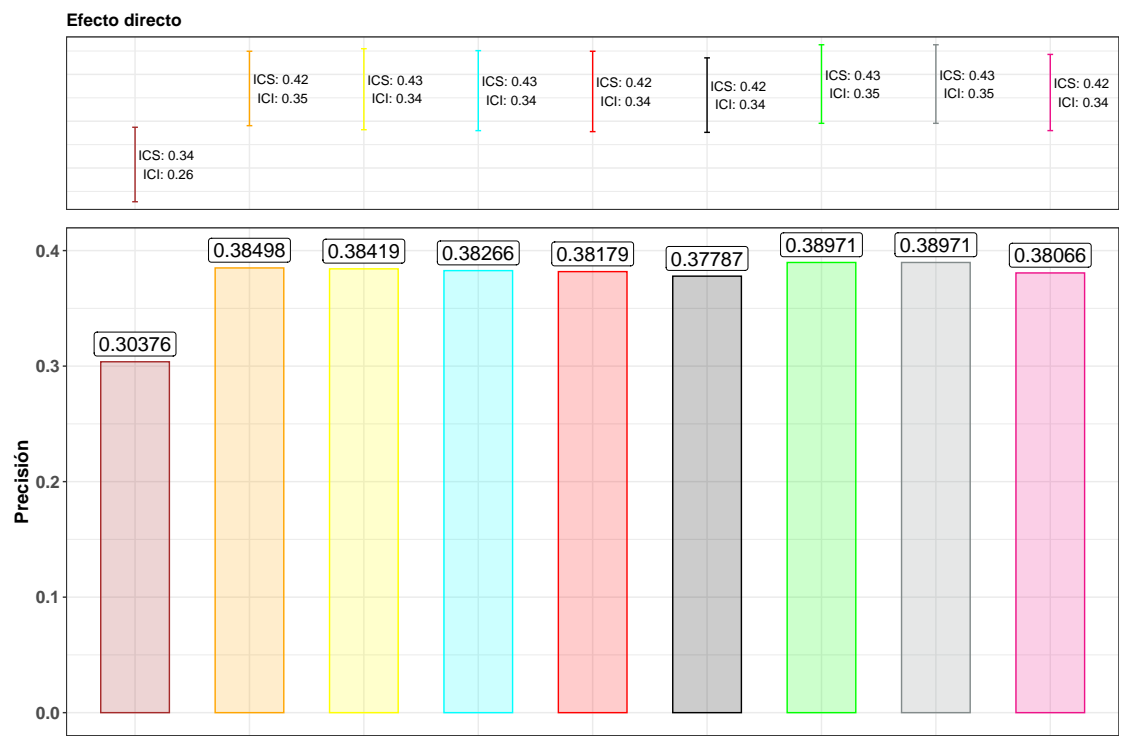 Efecto directo
ICS: 0.42
ICI: 0.35
ICS: 0.43
ICI: 0.34
ICS: 0.43
ICI: 0.34
ICS: 0.42
ICI: 0.34
ICS: 0.42
ICI: 0.34
ICS: 0.43
ICI: 0.35
ICS: 0.43
ICI: 0.35
ICS: 0.42
ICI: 0.34
ICS: 0.34
ICI: 0.26
Precisión
0.4
0.3
0.2
0.1
0.0
0.30376
0.38498
0.38419
0.38266
0.38179
0.37787
0.38971
0.38971
0.38066